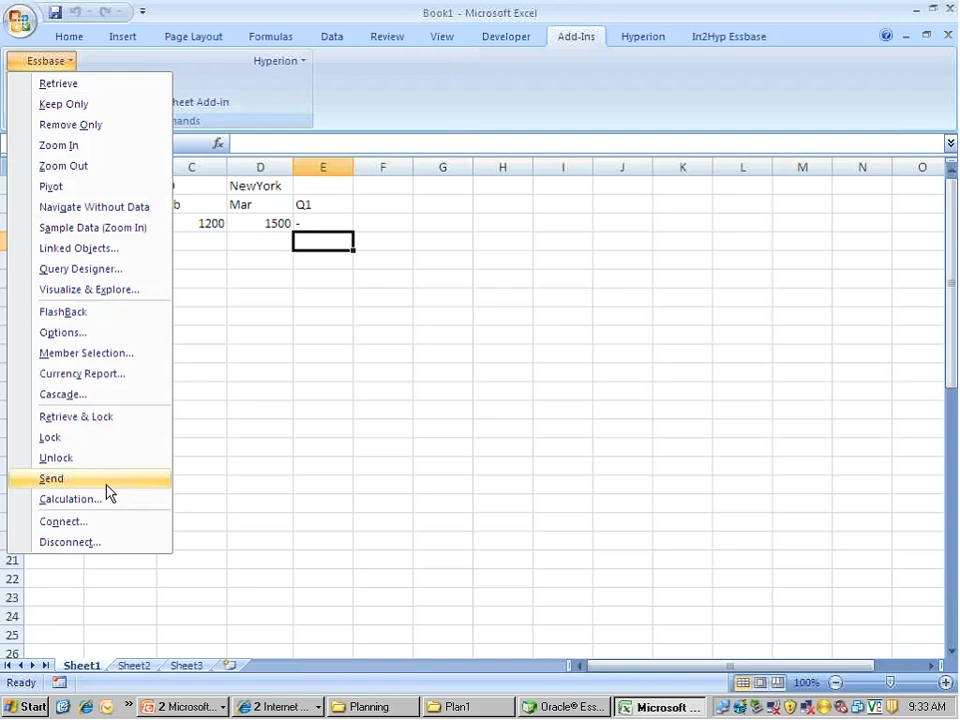 Book1 - Microsoft Excel
Home Insert Page Layout Formulas Data Review View Developer Add-Ins Hyperion In2Hyp Essbase
Essbase Hyperion
Retrieve
Keep Only
heet Add-in
Remove Only
mands
Zoom In
fx
Zoom Out
C D E F G H I J K L M N O
Pivot
NewYork
Navigate Without Data
b Mar Q1
Sample Data (Zoom In)
1200 1500 -
Linked Objects...
Query Designer...
Visualize & Explore...
FlashBack
Options...
Member Selection...
Currency Report...
Cascade...
Retrieve & Lock
Lock
Unlock
Send
Calculation...
Connect...
Disconnect...
21
22
23
24
25
26
Sheet1 Sheet2 Sheet3
Ready 100%
Start » 2 Microsoft... 2 Internet ... Planning Plan1 Oracle® Ess... Microsoft ... 9:33 AM